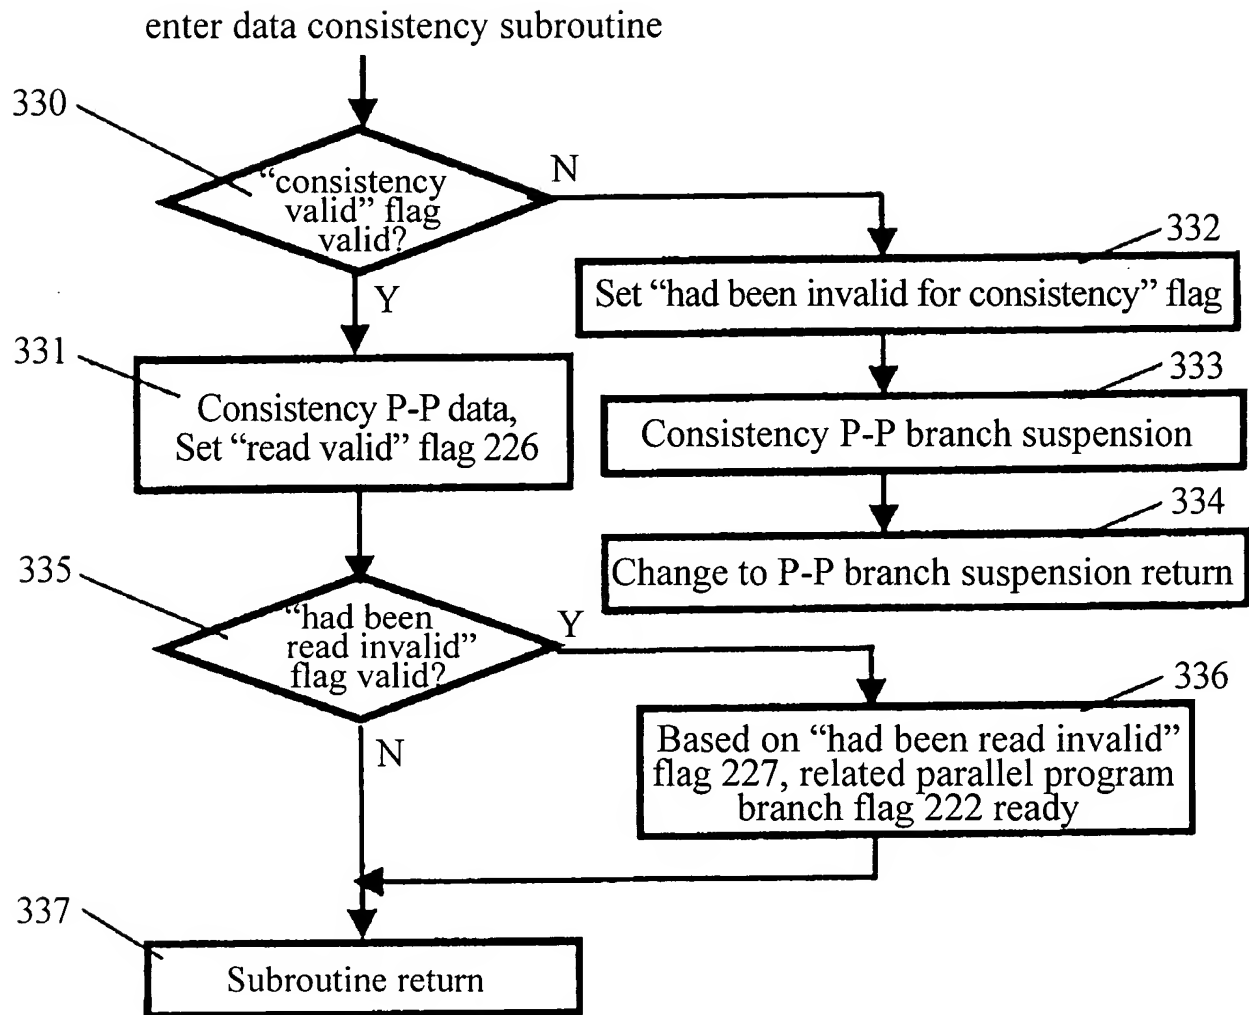 enter data consistency subroutine
330
“consistency
valid” flag
valid?
N
Y
332
Set “had been invalid for consistency” flag
331
Consistency P-P data,
Set “read valid” flag 226
333
Consistency P-P branch suspension
334
Change to P-P branch suspension return
335
“had been
read invalid”
flag valid?
Y
N
336
Based on “had been read invalid”
flag 227, related parallel program
branch flag 222 ready
337
Subroutine return